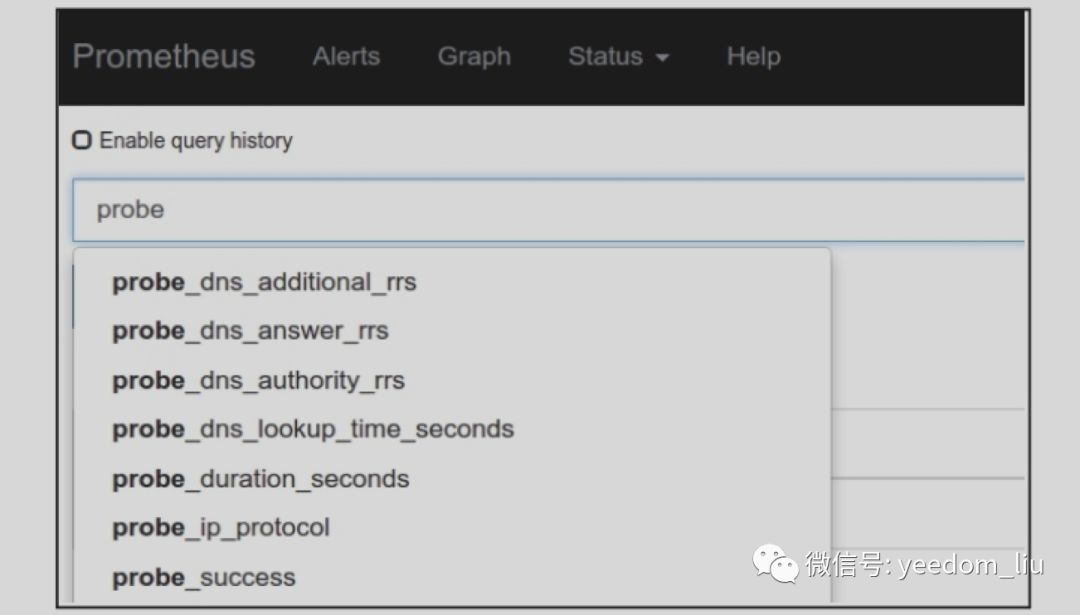 Prometheus Alerts Graph Status Help
Enable query history
probe
probe_dns_additional_rrs
probe_dns_answer_rrs
probe_dns_authority_rrs
probe_dns_lookup_time_seconds
probe_duration_seconds
probe_ip_protocol
probe_success
微信号: yeedom_liu